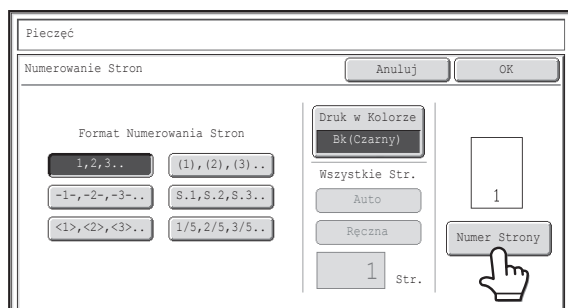 Pieczęć
Numerowanie Stron
Anuluj
OK
Format Numerowania Stron
1,2,3..
(1),(2),(3)..
-1-,-2-,-3-..
S.1,S.2,S.3..
<1>,<2>,<3>..
1/5,2/5,3/5..
Druk w Kolorze
Bk(Czarny)
Wszystkie Str.
Auto
Ręczna
1 Str.
1
Numer Strony